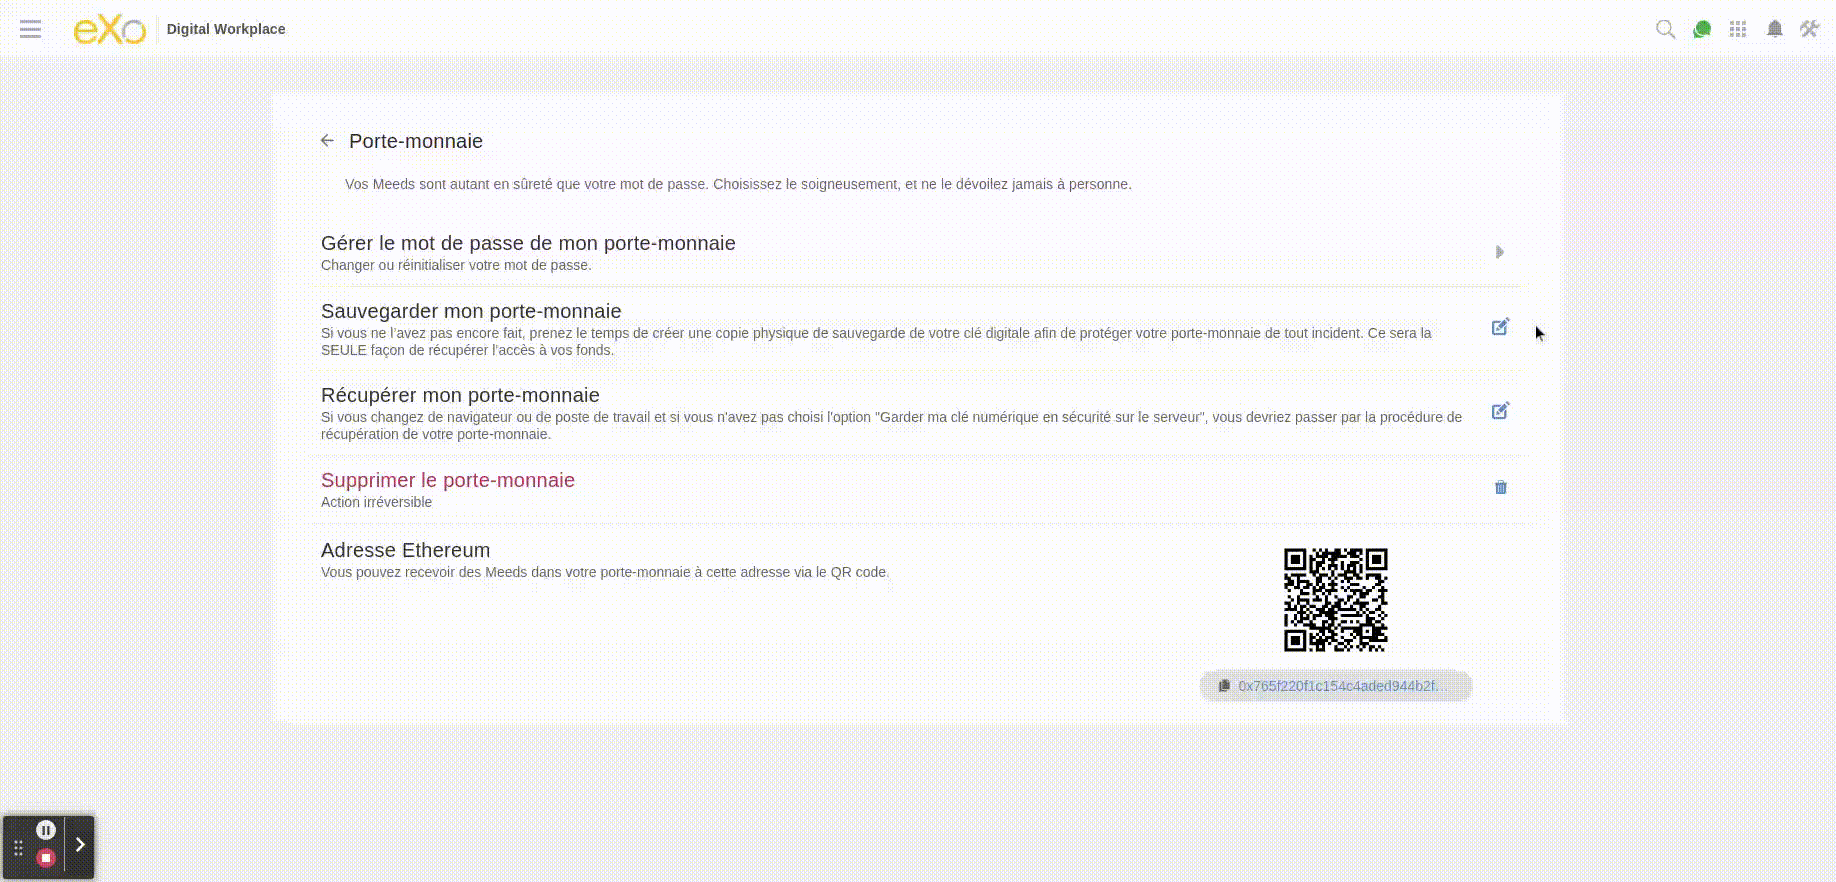 eXo Digital Workplace
Porte-monnaie
Vos Meeds sont autant en sûreté que votre mot de passe. Choisissez le soigneusement, et ne le dévoilez jamais à personne.
Gérer le mot de passe de mon porte-monnaie
Changer ou réinitialiser votre mot de passe.
Sauvegarder mon porte-monnaie
Si vous ne l'avez pas encore fait, prenez le temps de créer une copie physique de sauvegarde de votre clé digitale afin de protéger votre porte-monnaie de tout incident. Ce sera la
SEULE façon de récupérer l'accès à vos fonds.
Récupérer mon porte-monnaie
Si vous changez de navigateur ou de poste de travail et si vous n'avez pas choisi l'option "Garder ma clé numérique en sécurité sur le serveur", vous devriez passer par la procédure de
récupération de votre porte-monnaie.
Supprimer le porte-monnaie
Action irréversible
Adresse Ethereum
Vous pouvez recevoir des Meeds dans votre porte-monnaie à cette adresse via le QR code.
0x765f220f1c154c4aded944b2f...